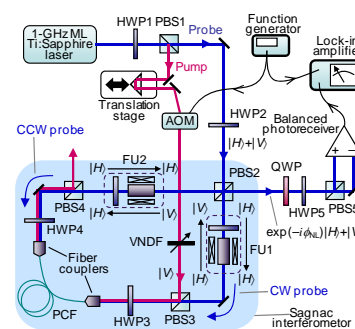 Function
generator
HWP1 PBS1
1-GHz ML
Ti:Sapphire
laser
Probe
Lock-in
amplifie
Pump
Translation
stage
AOM
HWP2
|H⟩+|V⟩
Balanced
photoreceiver
CCW probe
|H⟩ FU2 |H⟩
PBS2
QWP
PBS4
|H⟩ |V⟩
|V⟩ |H⟩
HWP5 PBS5
HWP4
VNDF
FU1
exp(-iϕNL)|H⟩+|V
Fiber
couplers
|V⟩
|H⟩ |H⟩
CW probe
PCF
HWP3
PBS3
Sagnac
interferometer